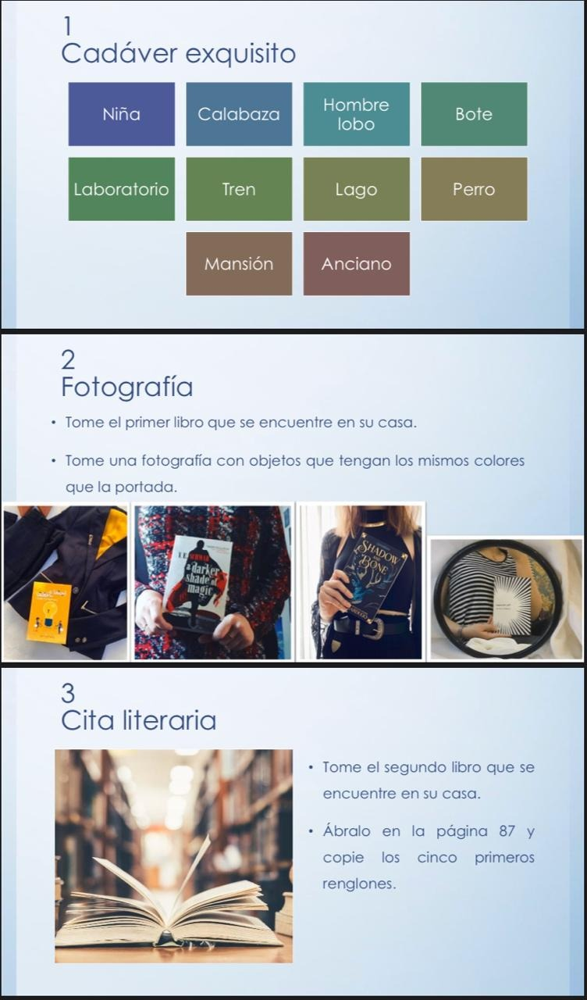 1
Cadáver exquisito
Niña
Calabaza
Hombre
lobo
Bote
Laboratorio
Tren
Lago
Perro
Mansión
Anciano
2
Fotografía
• Tome el primer libro que se encuentre en su casa.
• Tome una fotografía con objetos que tengan los mismos colores
que la portada.
V. E. SCHWAB
a darker
shade of
magic
SHADOW
AND
BONE
3
Cita literaria
• Tome el segundo libro que se
encuentre en su casa.
• Ábralo en la página 87 y
copie los cinco primeros
renglones.